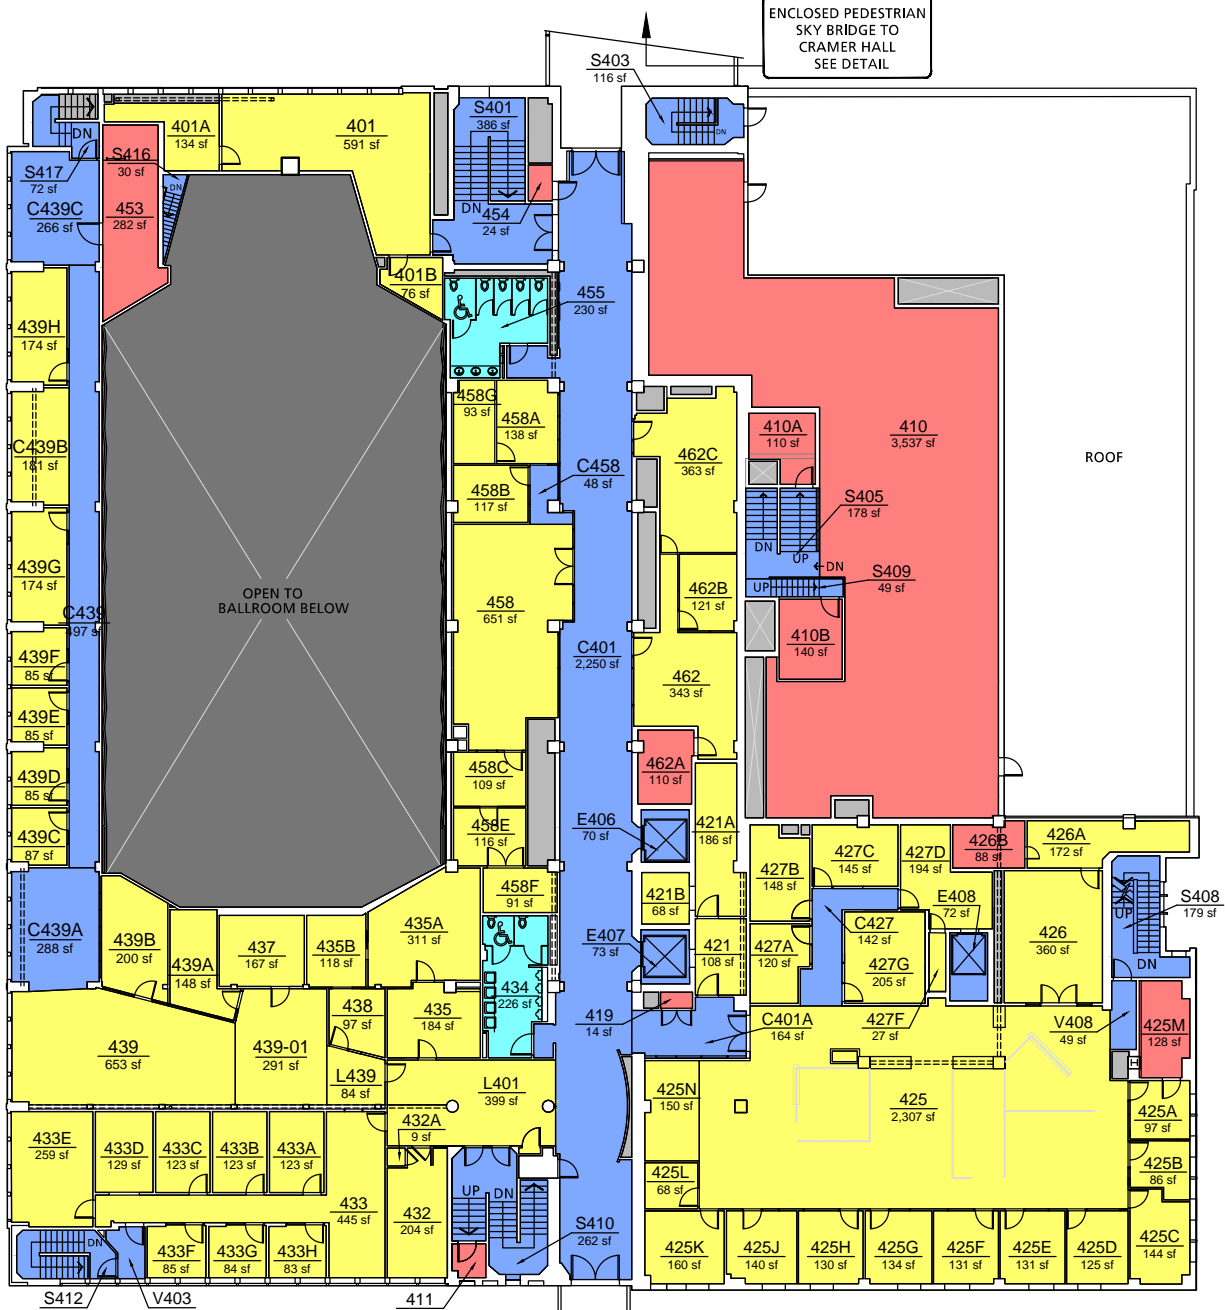 ENCLOSED PEDESTRIAN
SKY BRIDGE TO
CRAMER HALL
SEE DETAIL
S403
116 sf
S401
386 sf
DN
401A
134 sf
401
591 sf
DN
DN
S417
72 sf
S416
30 sf
DN
C439C
266 sf
453
282 sf
DN
454
24 sf
401B
76 sf
455
230 sf
439H
174 sf
458G
93 sf
458A
138 sf
410A
110 sf
410
3,537 sf
C439B
181 sf
462C
363 sf
ROOF
C458
48 sf
458B
117 sf
S405
178 sf
DN
UP
DN
439G
174 sf
S409
49 sf
UP
OPEN TO
BALLROOM BELOW
462B
121 sf
458
651 sf
C439
497 sf
410B
140 sf
439F
85 sf
C401
2,250 sf
462
343 sf
439E
85 sf
439D
85 sf
458C
109 sf
462A
110 sf
439C
87 sf
458E
116 sf
E406
70 sf
421A
186 sf
427C
145 sf
427D
194 sf
426B
88 sf
426A
172 sf
427B
148 sf
458F
91 sf
421B
68 sf
E408
72 sf
S408
179 sf
UP
C439A
288 sf
439B
200 sf
435A
311 sf
E407
73 sf
C427
142 sf
426
360 sf
437
167 sf
435B
118 sf
421
108 sf
427A
120 sf
439A
148 sf
427G
205 sf
DN
434
226 sf
438
97 sf
435
184 sf
419
14 sf
C401A
164 sf
427F
27 sf
V408
49 sf
425M
128 sf
439
653 sf
439-01
291 sf
L439
84 sf
L401
399 sf
425N
150 sf
425
2,307 sf
425A
97 sf
432A
9 sf
433E
259 sf
433D
129 sf
433C
123 sf
433B
123 sf
433A
123 sf
425B
86 sf
425L
68 sf
UP
DN
433
445 sf
432
204 sf
S410
262 sf
425C
144 sf
DN
433F
85 sf
433G
84 sf
433H
83 sf
425K
160 sf
425J
140 sf
425H
130 sf
425G
134 sf
425F
131 sf
425E
131 sf
425D
125 sf
S412
V403
411